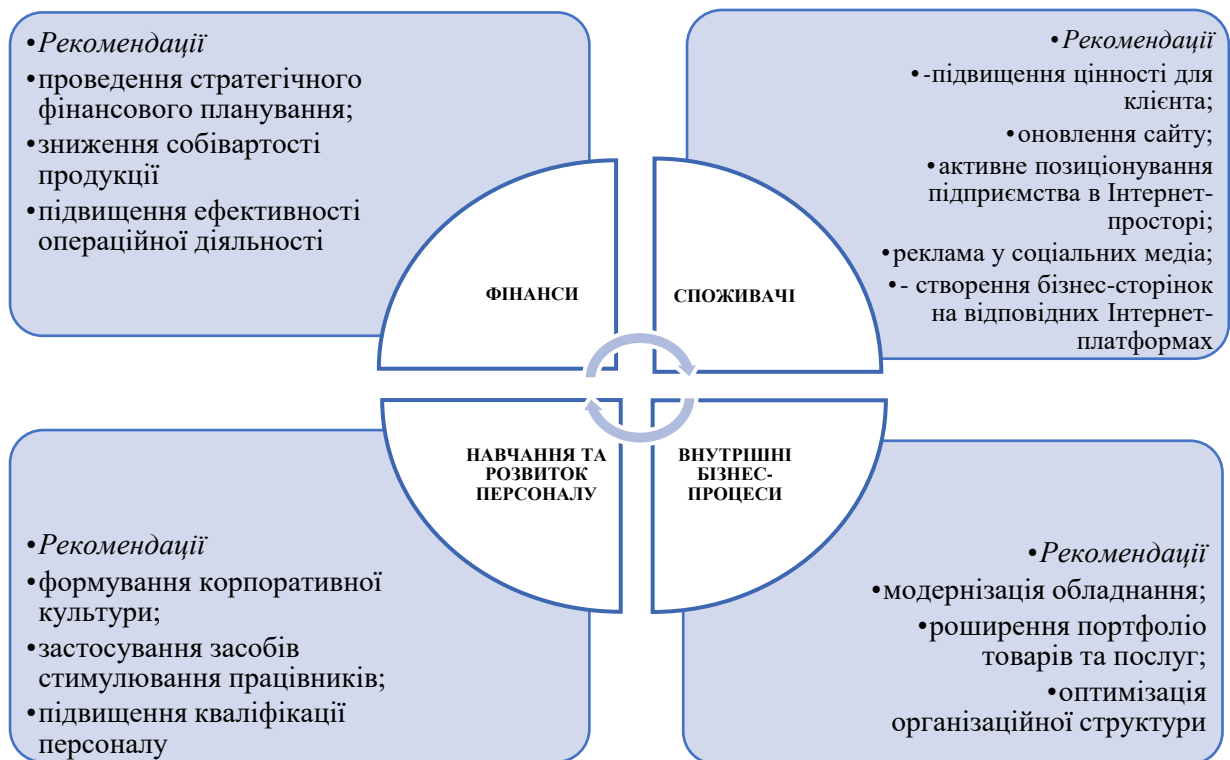 •Рекомендації
•проведення стратегічного
фінансового планування;
•зниження собівартості
продукції
•підвищення ефективності
операційної діяльності
•Рекомендації
•-підвищення цінності для
клієнта;
•оновлення сайту;
•активне позиціонування
підприємства в Інтернет-
просторі;
•реклама у соціальних медіа;
•- створення бізнес-сторінок
на відповідних Інтернет-
платформах
ФІНАНСИ
СПОЖИВАЧІ
НАВЧАННЯ ТА
РОЗВИТОК
ПЕРСОНАЛУ
ВНУТРІШНІ
БІЗНЕС-
ПРОЦЕСИ
•Рекомендації
•формування корпоративної
культури;
•застосування засобів
стимулювання працівників;
•підвищення кваліфікації
персоналу
•Рекомендації
•модернізація обладнання;
•роширення портфоліо
товарів та послуг;
•оптимізація
організаційної структури